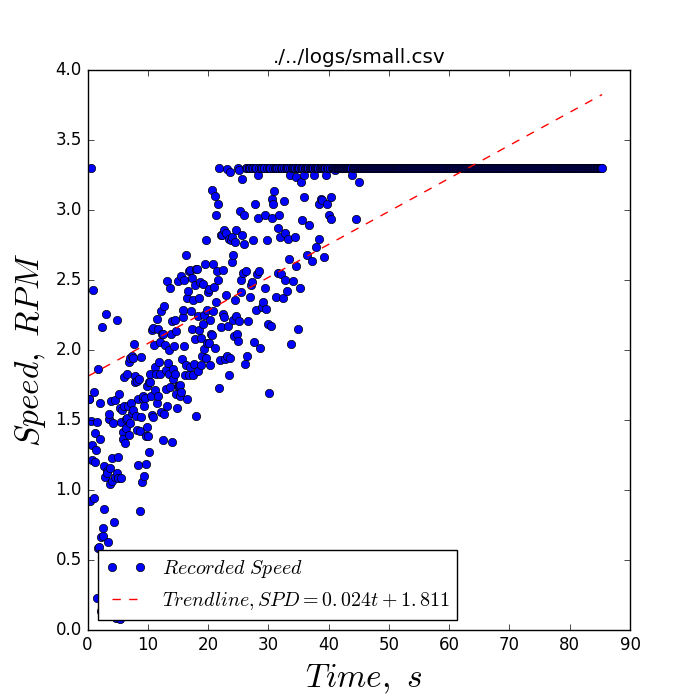 ./../logs/small.csv
4.0
3.5
3.0
2.5
2.0
1.5
1.0
0.5
0.0
Speed, RPM
Recorded Speed
Trendline, SPD = 0.024t + 1.811
0 10 20 30 40 50 60 70 80 90
Time, s